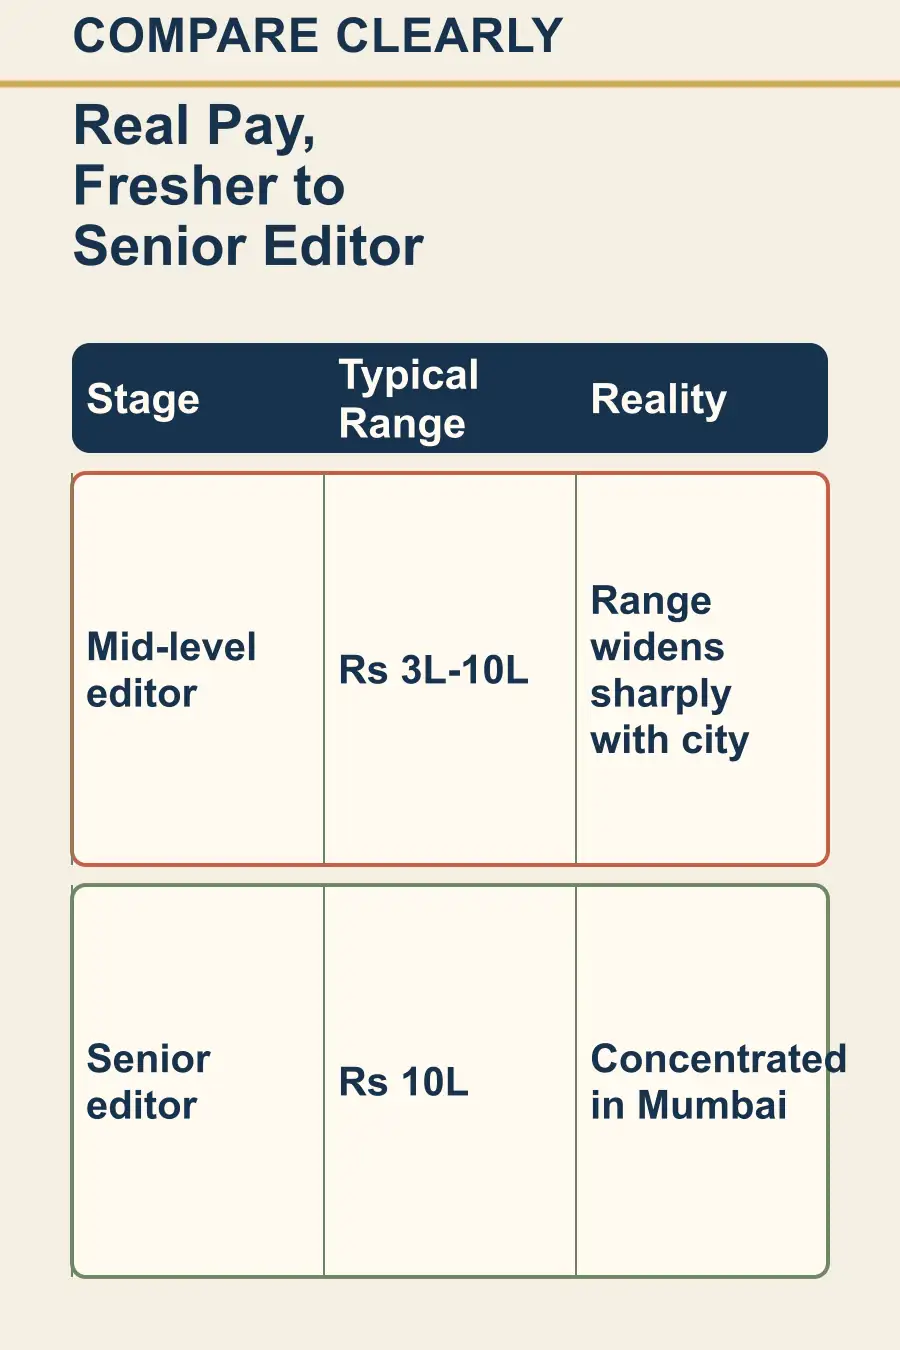 COMPARE CLEARLY
Real Pay,
Fresher to
Senior Editor
Stage
Typical
Range
Reality
Mid-level
editor
Rs 3L-10L
Range
widens
sharply
with city
Senior
editor
Rs 10L
Concentrated
in Mumbai